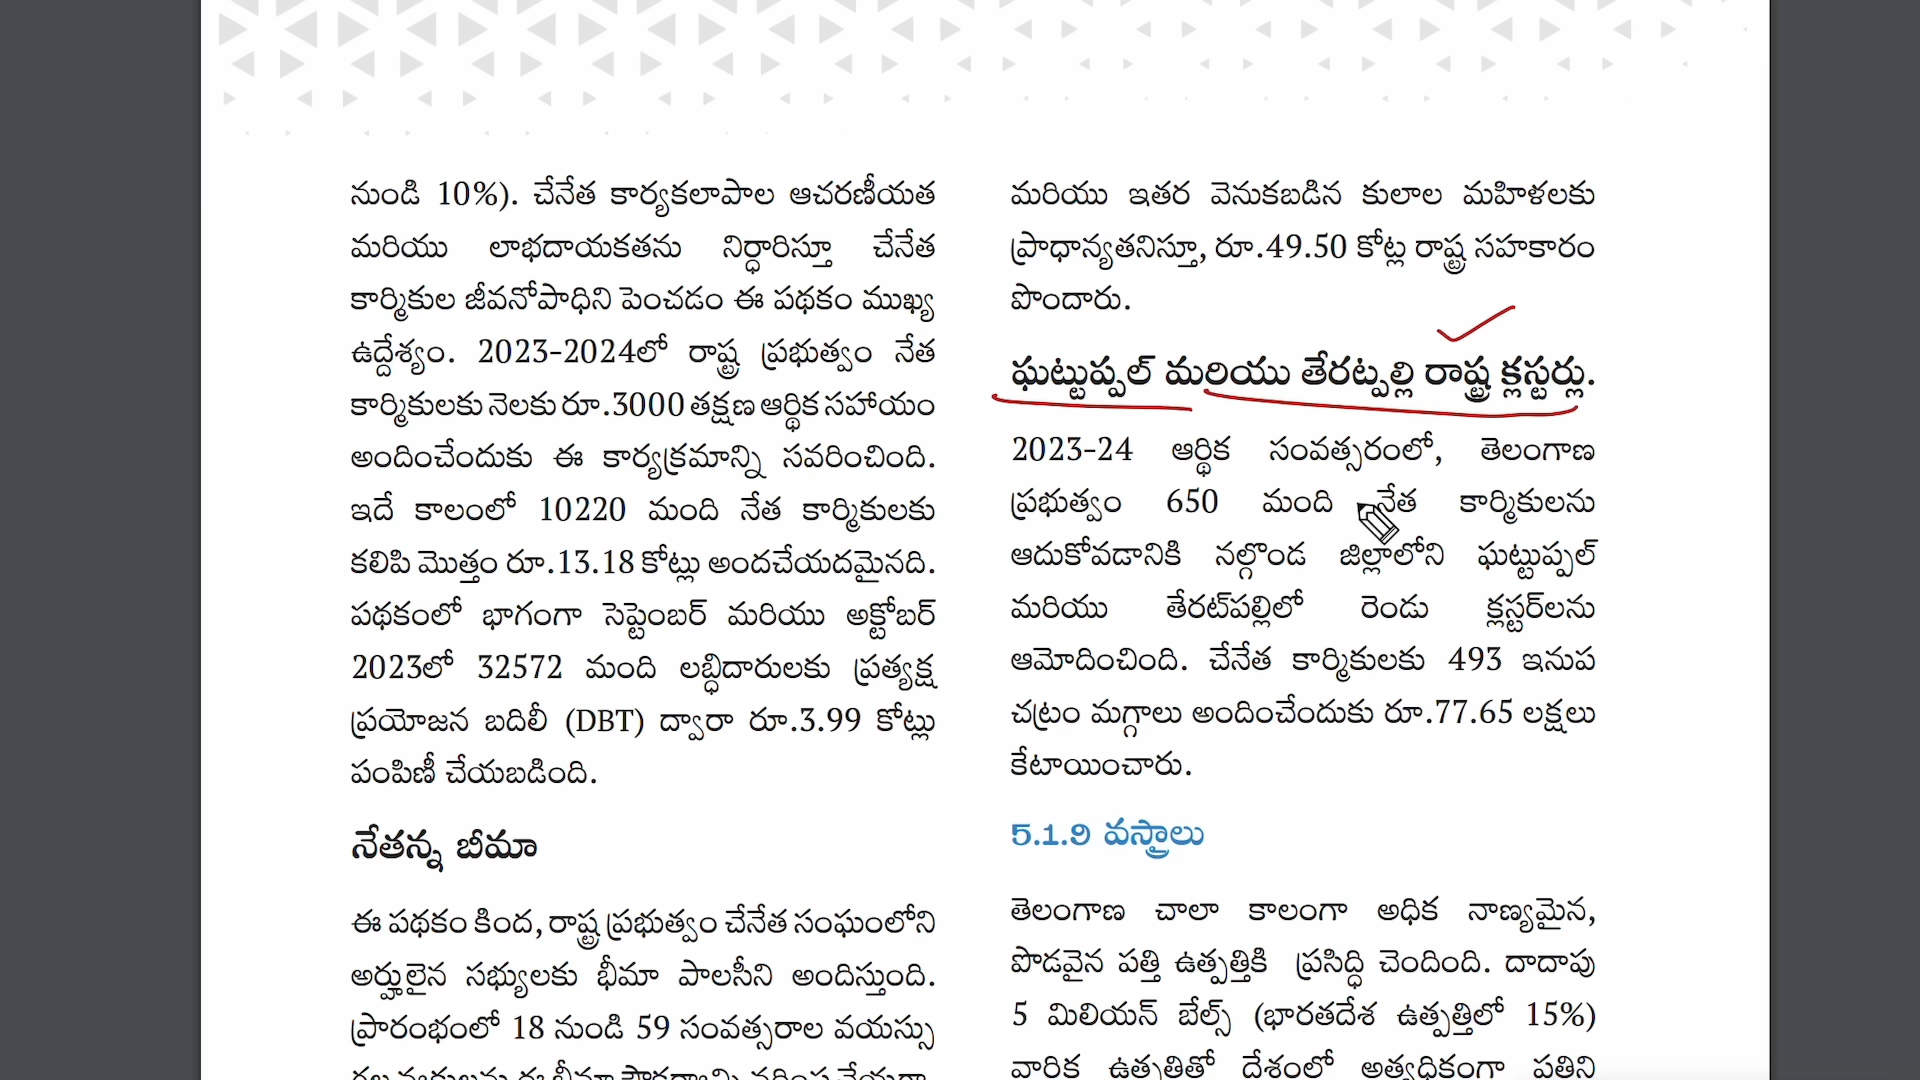 నుండి 10%). చేనేత కార్యకలాపాల ఆచరణీయత
మరియు లాభదాయకతను నిర్ధారిస్తూ చేనేత
కార్మికుల జీవనోపాధిని పెంచడం ఈ పథకం ముఖ్య
ఉద్దేశ్యం. 2023-2024లో రాష్ట్ర ప్రభుత్వం నేత
కార్మికులకు నెలకు రూ.3000 తక్షణ ఆర్థిక సహాయం
అందించేందుకు ఈ కార్యక్రమాన్ని సవరించింది.
ఇదే కాలంలో 10220 మంది నేత కార్మికులకు
కలిపి మొత్తం రూ.13.18 కోట్లు అందచేయదమైనది.
పథకంలో భాగంగా సెప్టెంబర్ మరియు అక్టోబర్
2023లో 32572 మంది లబ్ధిదారులకు ప్రత్యక్ష
ప్రయోజన బదిలీ (DBT) ద్వారా రూ.3.99 కోట్లు
పంపిణీ చేయబడింది.
నేతన్న బీమా
ఈ పథకం కింద, రాష్ట్ర ప్రభుత్వం చేనేత సంఘంలోని
అర్హులైన సభ్యులకు భీమా పాలసీని అందిస్తుంది.
ప్రారంభంలో 18 నుండి 59 సంవత్సరాల వయస్సు
మరియు ఇతర వెనుకబడిన కులాల మహిళలకు
ప్రాధాన్యతనిస్తూ, రూ.49.50 కోట్ల రాష్ట్ర సహకారం
పొందారు.
ఘట్టుప్పల్ మరియు తేరట్పల్లి రాష్ట్ర క్లస్టర్లు.
2023-24 ఆర్థిక సంవత్సరంలో, తెలంగాణ
ప్రభుత్వం 650 మంది నేత కార్మికులను
ఆదుకోవడానికి నల్గొండ జిల్లాలోని ఘట్టుప్పల్
మరియు తేరట్‌పల్లిలో రెండు క్లస్టర్‌లను
ఆమోదించింది. చేనేత కార్మికులకు 493 ఇనుప
చట్రం మగ్గాలు అందించేందుకు రూ.77.65 లక్షలు
కేటాయించారు.
5.1.9 వస్త్రాలు
తెలంగాణ చాలా కాలంగా అధిక నాణ్యమైన,
పొడవైన పత్తి ఉత్పత్తికి ప్రసిద్ధి చెందింది. దాదాపు
5 మిలియన్ బేల్స్ (భారతదేశ ఉత్పత్తిలో 15%)
వార్షిక ఉత్పత్తితో దేశంలో అత్యధికంగా పత్తిని